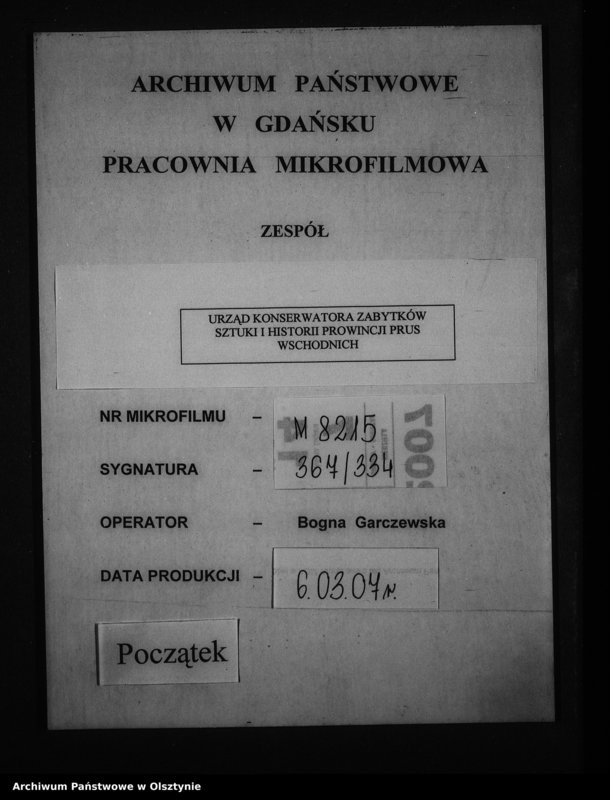 ARCHIWUM PAŃSTWOWE
W GDAŃSKU
PRACOWNIA MIKROFILMOWA
ZESPÓŁ
URZĄD KONSERWATORA ZABYTKÓW
SZTUKI I HISTORII PROWINCJI PRUS
WSCHODNICH
NR MIKROFILMU – M 8215
SYGNATURA – 367/334
OPERATOR – Bogna Garczewska
DATA PRODUKCJI – 6.03.07r.
Początek
Archiwum Państwowe w Olsztynie